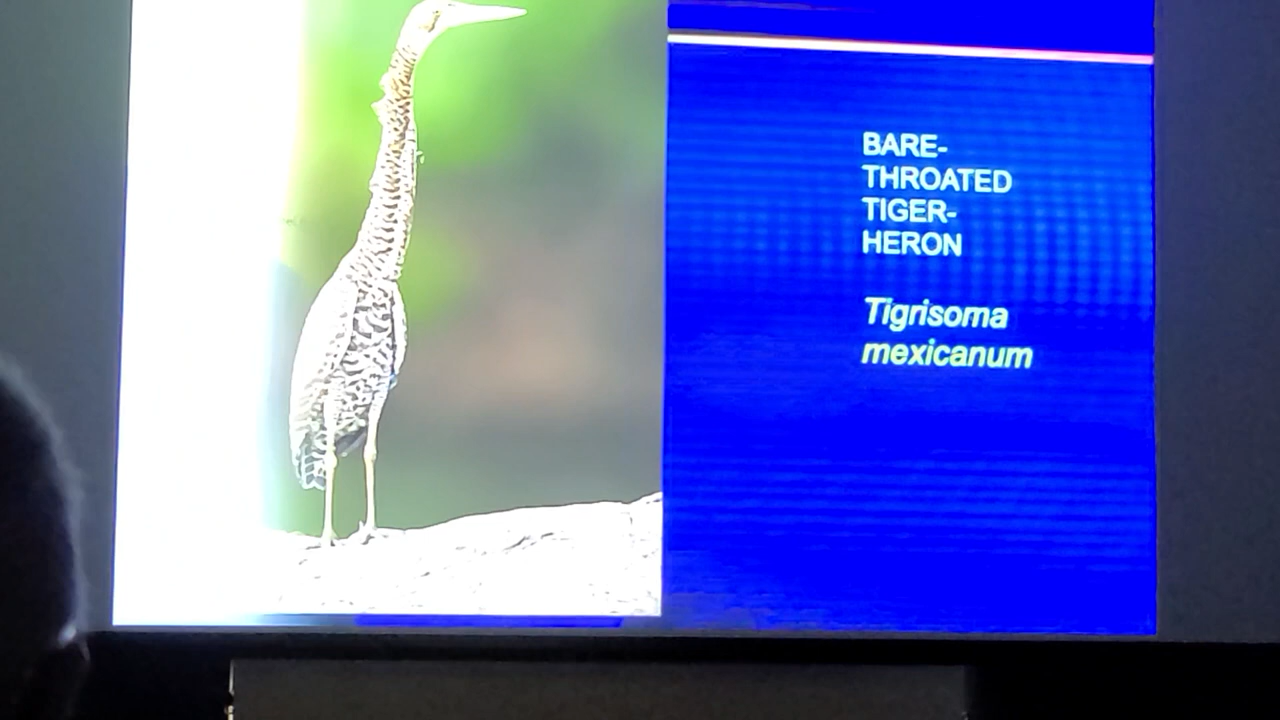 BARE-
THROATED
TIGER-
HERON
Tigrisoma
mexicanum